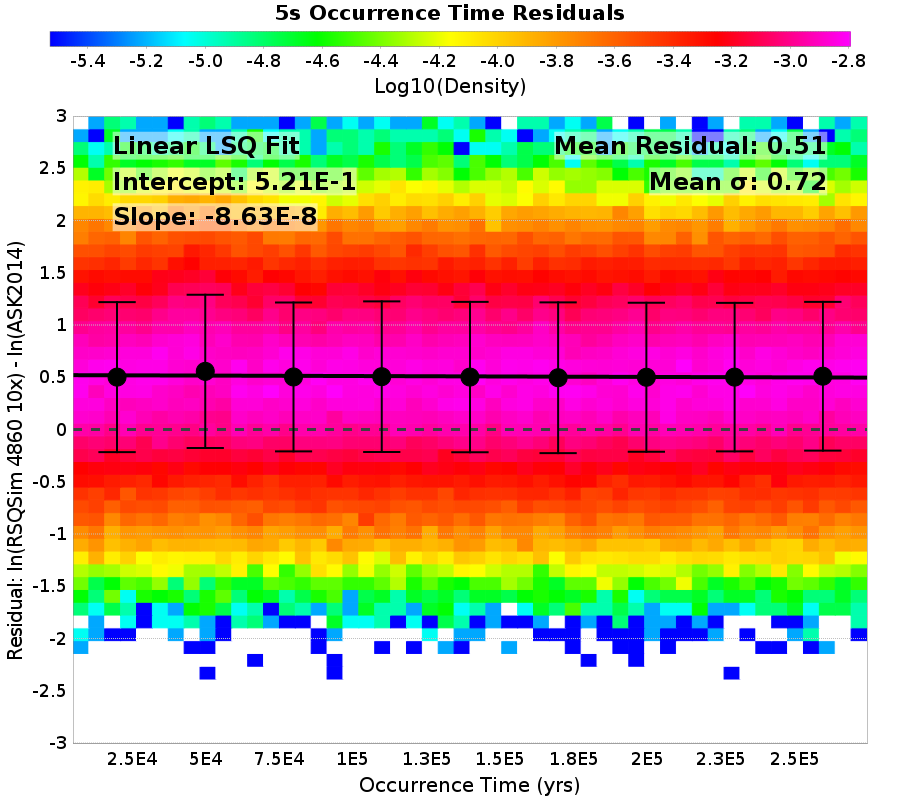 5s Occurrence Time Residuals
-5.4 -5.2 -5.0 -4.8 -4.6 -4.4 -4.2 -4.0 -3.8 -3.6 -3.4 -3.2 -3.0 -2.8
Log10(Density)
Linear LSQ Fit
Intercept: 5.21E-1
Slope: -8.63E-8
Mean Residual: 0.51
Mean σ: 0.72
Residual: ln(RSQSim 4860 10x) - ln(ASK2014)
3
2.5
2
1.5
1
0.5
0
-0.5
-1
-1.5
-2
-2.5
-3
2.5E4 5E4 7.5E4 1E5 1.3E5 1.5E5 1.8E5 2E5 2.3E5 2.5E5
Occurrence Time (yrs)